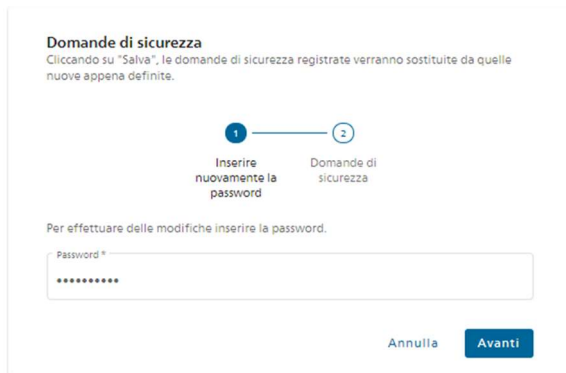 Domande di sicurezza
Cliccando su "Salva", le domande di sicurezza registrate verranno sostituite da quelle
nuove appena definite.
1
2
Inserire
nuovamente la
password
Domande di
sicurezza
Per effettuare delle modifiche inserire la password.
Password *
••••••••••
Annulla
Avanti